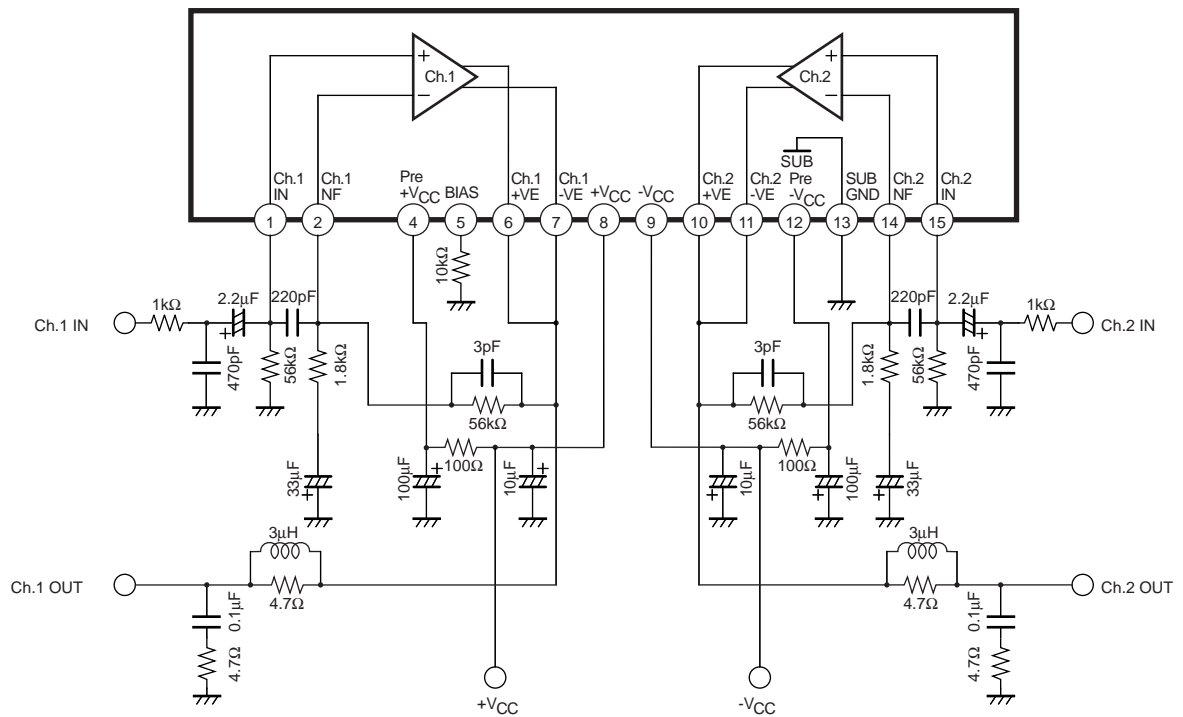 +
Ch.1
−
+
Ch.2
−
SUB
Ch.1
IN
Ch.1
NF
Pre
+VCC
BIAS
Ch.1
+VE
Ch.1
-VE
+VCC
-VCC
Ch.2
+VE
Ch.2
-VE
Pre
-VCC
SUB
GND
Ch.2
NF
Ch.2
IN
1
2
4
5
6
7
8
9
10
11
12
13
14
15
10kΩ
Ch.1 IN
1kΩ
2.2μF
+
220pF
470pF
56kΩ
1.8kΩ
3pF
56kΩ
3pF
56kΩ
220pF
2.2μF
+
1kΩ
Ch.2 IN
1.8kΩ
56kΩ
470pF
33μF
+
100μF
+
100Ω
10μF
+
10μF
+
100Ω
100μF
+
33μF
+
Ch.1 OUT
3μH
4.7Ω
0.1μF
4.7Ω
3μH
4.7Ω
Ch.2 OUT
0.1μF
4.7Ω
+VCC
-VCC